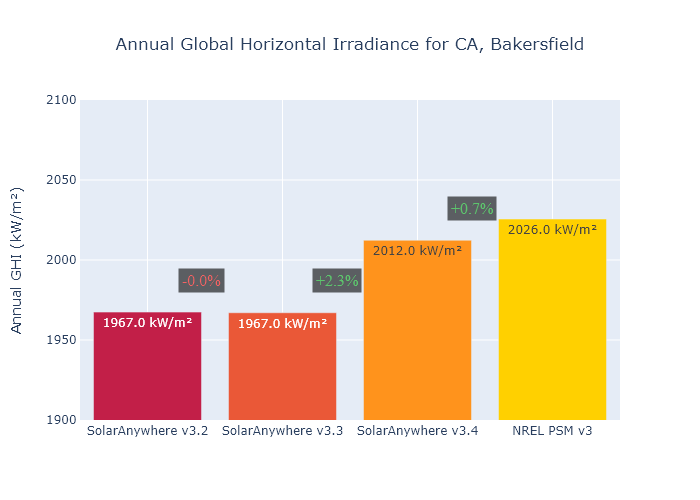 Annual Global Horizontal Irradiance for CA, Bakersfield
Annual GHI (kW/m²)
2100
2050
2000
1950
1900
-0.0%
+2.3%
+0.7%
1967.0 kW/m²
1967.0 kW/m²
2012.0 kW/m²
2026.0 kW/m²
SolarAnywhere v3.2
SolarAnywhere v3.3
SolarAnywhere v3.4
NREL PSM v3